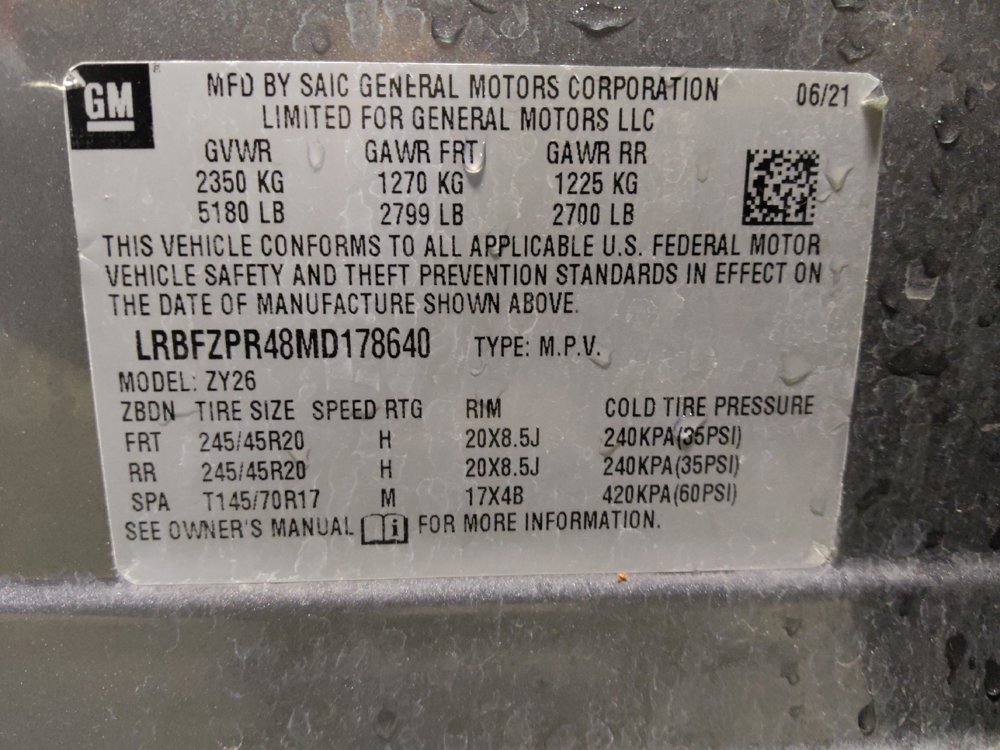 GM
MFD BY SAIC GENERAL MOTORS CORPORATION
LIMITED FOR GENERAL MOTORS LLC
06/21
GVWR GAWR FRT GAWR RR
2350 KG 1270 KG 1225 KG
5180 LB 2799 LB 2700 LB
THIS VEHICLE CONFORMS TO ALL APPLICABLE U.S. FEDERAL MOTOR
VEHICLE SAFETY AND THEFT PREVENTION STANDARDS IN EFFECT ON
THE DATE OF MANUFACTURE SHOWN ABOVE.
LRBFZPR48MD178640 TYPE: M.P.V.
MODEL: ZY26
ZBDN TIRE SIZE SPEED RTG RIM COLD TIRE PRESSURE
FRT 245/45R20 H 20X8.5J 240KPA(35PSI)
RR 245/45R20 H 20X8.5J 240KPA(35PSI)
SPA T145/70R17 M 17X4B 420KPA(60PSI)
SEE OWNER'S MANUAL i FOR MORE INFORMATION.